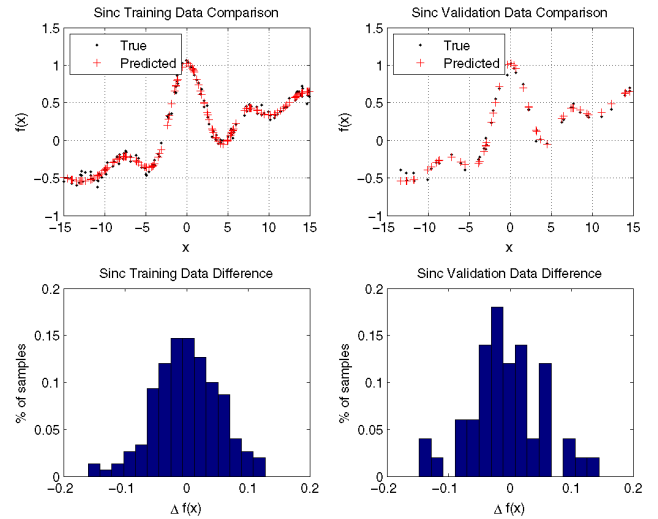 Sinc Training Data Comparison
Sinc Validation Data Comparison
1.5
1
0.5
0
−0.5
−1
f(x)
True
Predicted
−15
−10
−5
0
5
10
15
x
1.5
1
0.5
0
−0.5
−1
f(x)
True
Predicted
−15
−10
−5
0
5
10
15
x
Sinc Training Data Difference
Sinc Validation Data Difference
0.2
0.15
0.1
0.05
0
% of samples
−0.2
−0.1
0
0.1
0.2
Δ f(x)
0.2
0.15
0.1
0.05
0
% of samples
−0.2
−0.1
0
0.1
0.2
Δ f(x)